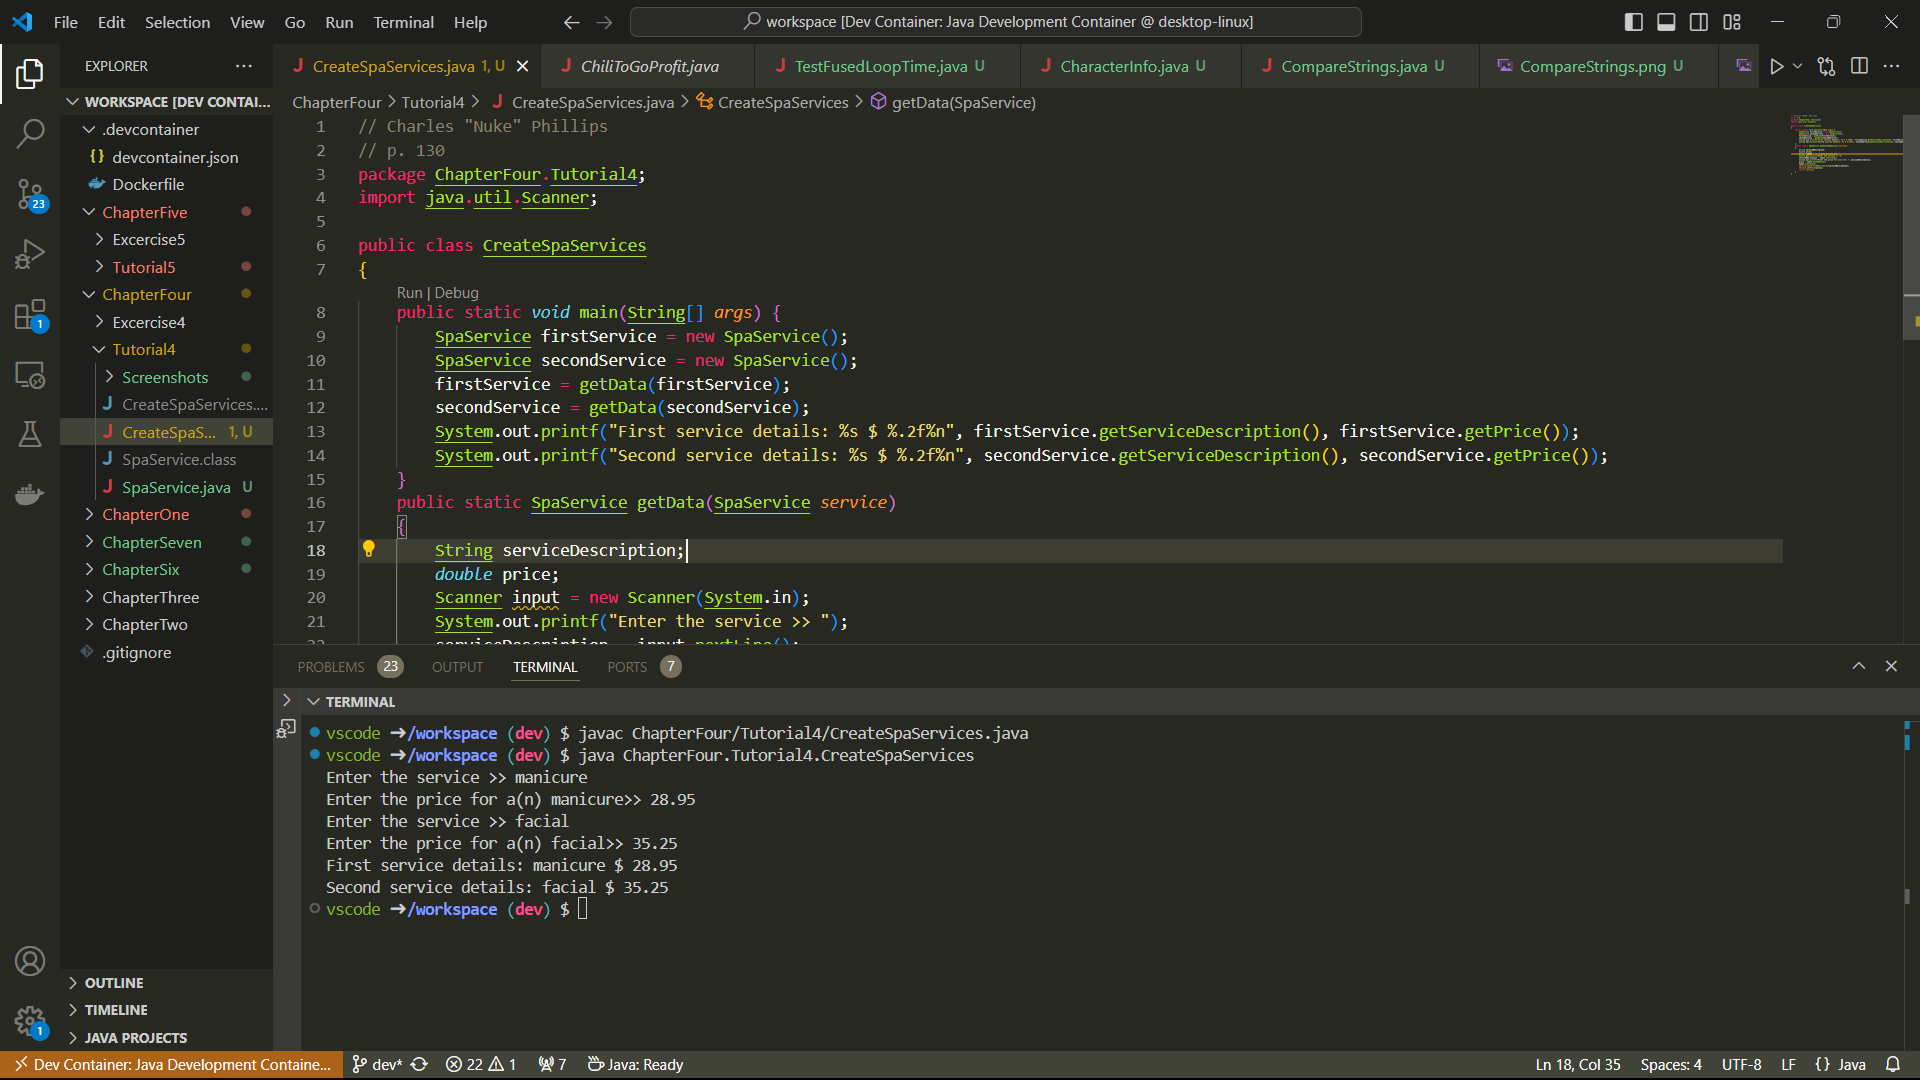 File Edit Selection View Go Run Terminal Help
workspace [Dev Container: Java Development Container @ desktop-linux]
EXPLORER
WORKSPACE [DEV CONTAI...
.devcontainer
devcontainer.json
Dockerfile
ChapterFive
Excercise5
Tutorial5
ChapterFour
Excercise4
Tutorial4
Screenshots
CreateSpaServices....
CreateSpaS... 1, U
SpaService.class
SpaService.java U
ChapterOne
ChapterSeven
ChapterSix
ChapterThree
ChapterTwo
.gitignore
OUTLINE
TIMELINE
JAVA PROJECTS
23
1
1
CreateSpaServices.java 1, U
ChiliToGoProfit.java
TestFusedLoopTime.java U
CharacterInfo.java U
CompareStrings.java U
CompareStrings.png U
ChapterFour > Tutorial4 > CreateSpaServices.java > CreateSpaServices > getData(SpaService)
1 // Charles "Nuke" Phillips
2 // p. 130
3 package ChapterFour.Tutorial4;
4 import java.util.Scanner;
5
6 public class CreateSpaServices
7 {
Run | Debug
8 public static void main(String[] args) {
9 SpaService firstService = new SpaService();
10 SpaService secondService = new SpaService();
11 firstService = getData(firstService);
12 secondService = getData(secondService);
13 System.out.printf("First service details: %s $ %.2f%n", firstService.getServiceDescription(), firstService.getPrice());
14 System.out.printf("Second service details: %s $ %.2f%n", secondService.getServiceDescription(), secondService.getPrice());
15 }
16 public static SpaService getData(SpaService service)
17 {
18 String serviceDescription;
19 double price;
20 Scanner input = new Scanner(System.in);
21 System.out.printf("Enter the service >> ");
PROBLEMS 23 OUTPUT TERMINAL PORTS 7
TERMINAL
vscode ➜/workspace (dev) $ javac ChapterFour/Tutorial4/CreateSpaServices.java
vscode ➜/workspace (dev) $ java ChapterFour.Tutorial4.CreateSpaServices
Enter the service >> manicure
Enter the price for a(n) manicure>> 28.95
Enter the service >> facial
Enter the price for a(n) facial>> 35.25
First service details: manicure $ 28.95
Second service details: facial $ 35.25
vscode ➜/workspace (dev) $
Dev Container: Java Development Containe... dev* 22 1 7 Java: Ready Ln 18, Col 35 Spaces: 4 UTF-8 LF {} Java